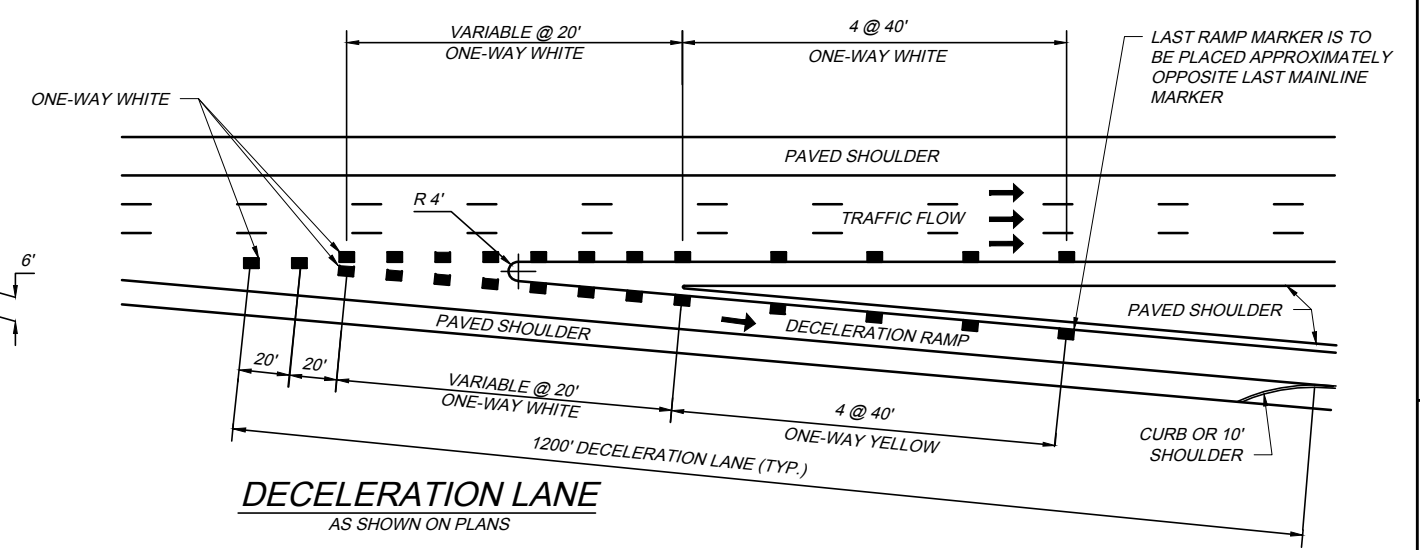 VARIABLE @ 20'
ONE-WAY WHITE
4 @ 40'
ONE-WAY WHITE
LAST RAMP MARKER IS TO
BE PLACED APPROXIMATELY
OPPOSITE LAST MAINLINE
MARKER
ONE-WAY WHITE
PAVED SHOULDER
R 4'
TRAFFIC FLOW
6'
PAVED SHOULDER
PAVED SHOULDER
DECELERATION RAMP
20'
20'
VARIABLE @ 20'
ONE-WAY WHITE
4 @ 40'
ONE-WAY YELLOW
CURB OR 10'
SHOULDER
1200' DECELERATION LANE (TYP.)
DECELERATION LANE
AS SHOWN ON PLANS